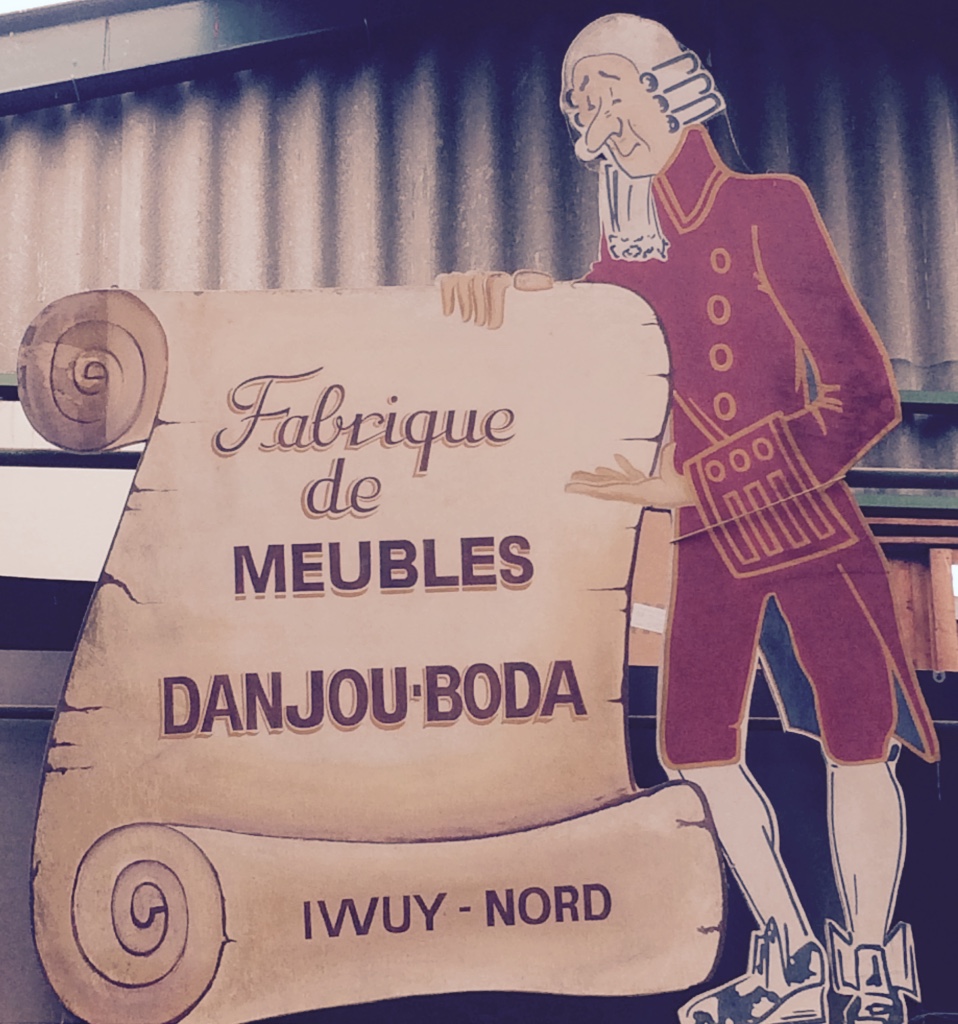 Fabrique
de
MEUBLES
DANJOU-BODA
IWUY - NORD